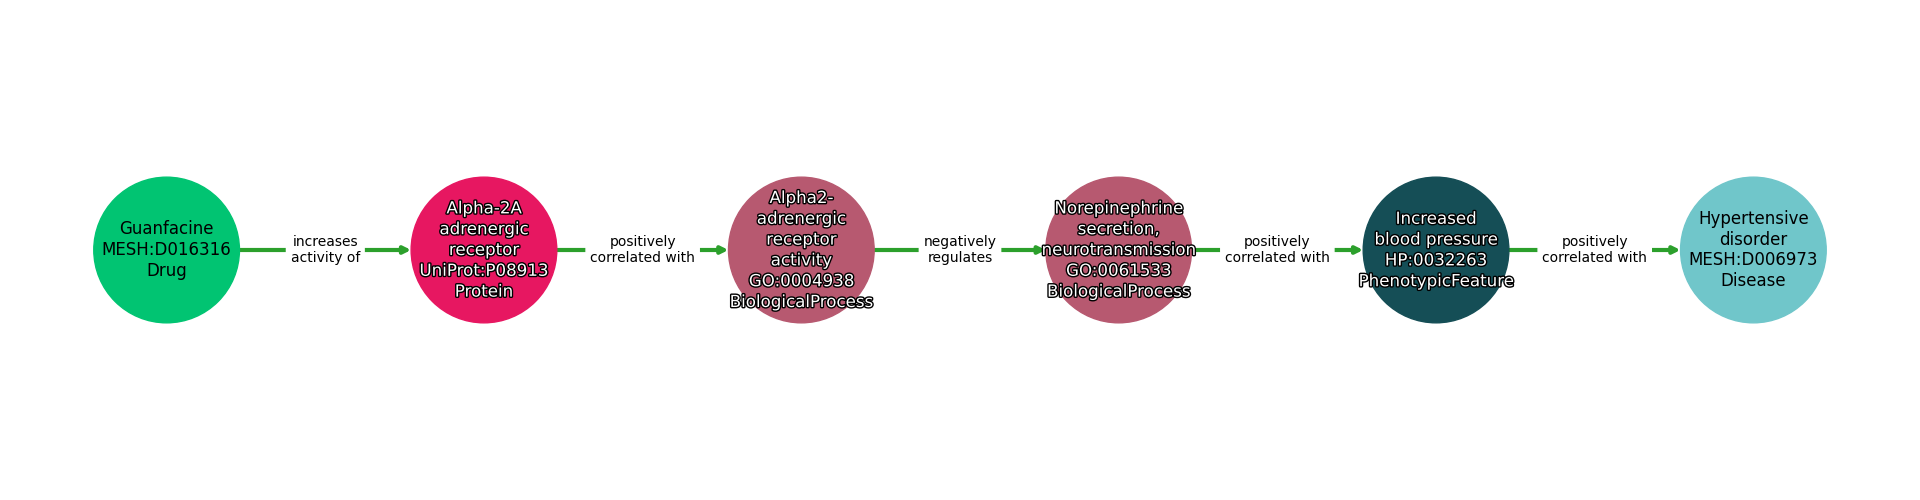 Guanfacine
MESH:D016316
Drug
increases
activity of
Alpha-2A
adrenergic
receptor
UniProt:P08913
Protein
positively
correlated with
Alpha2-
adrenergic
receptor
activity
GO:0004938
BiologicalProcess
negatively
regulates
Norepinephrine
secretion,
neurotransmission
GO:0061533
BiologicalProcess
positively
correlated with
Increased
blood pressure
HP:0032263
PhenotypicFeature
positively
correlated with
Hypertensive
disorder
MESH:D006973
Disease